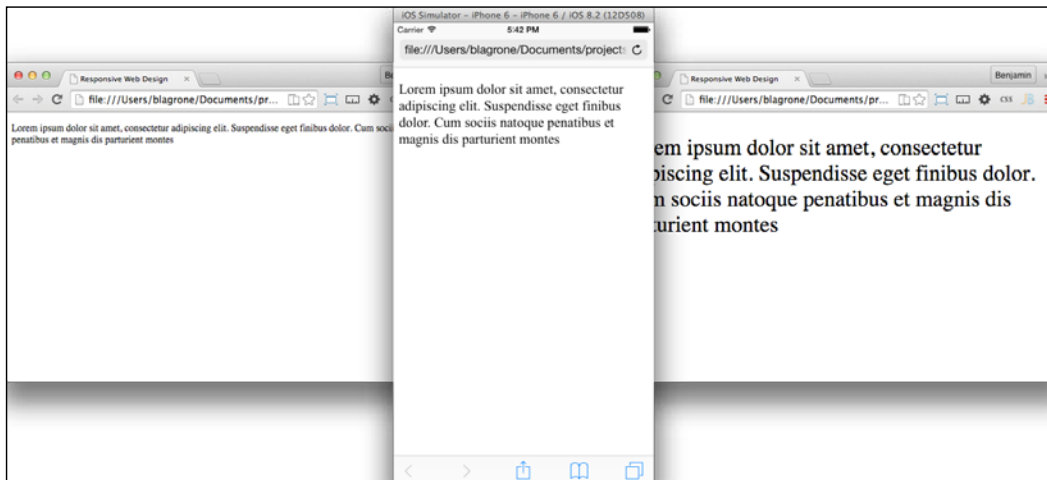 iOS Simulator – iPhone 6 – iPhone 6 / iOS 8.2 (12D508)
Carrier 5:42 PM
file:///Users/blagrone/Documents/projects
Lorem ipsum dolor sit amet, consectetur
adipiscing elit. Suspendisse eget finibus
dolor. Cum sociis natoque penatibus et
magnis dis parturient montes
Responsive Web Design
Be
file:///Users/blagrone/Documents/pr...
Lorem ipsum dolor sit amet, consectetur adipiscing elit. Suspendisse eget finibus dolor. Cum socii
penatibus et magnis dis parturient montes
Responsive Web Design
Benjamin
file:///Users/blagrone/Documents/pr...
css JB
em ipsum dolor sit amet, consectetur
piscing elit. Suspendisse eget finibus dolor.
n sociis natoque penatibus et magnis dis
turient montes